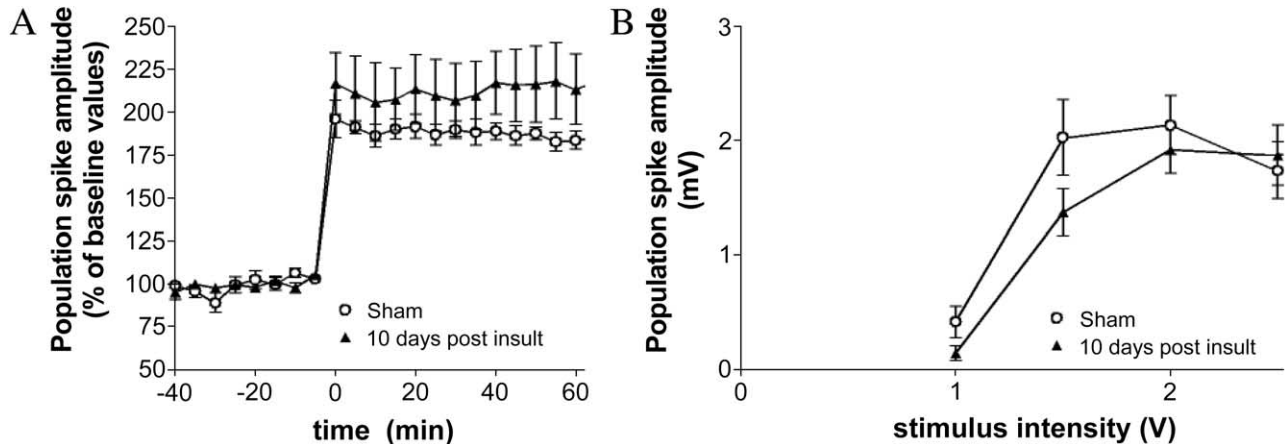 A
Population spike amplitude
(% of baseline values)
250
225
200
175
150
125
100
75
50
-40
-20
0
20
40
60
time (min)
Sham
10 days post insult
B
Population spike amplitude
(mV)
3
2
1
0
0
1
2
stimulus intensity (V)
Sham
10 days post insult